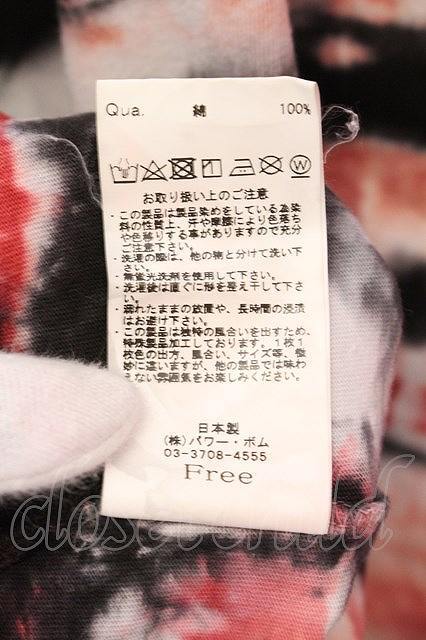 Qua. 綿 100%
W
お取り扱い上のご注意
・この製品は製品染めをしている為染
料の性質上、汗や摩擦により色落ち
や色移りする事がありますので充分
ご注意下さい。
・洗濯の際は、他の物と分けて洗い下
さい。
・無蛍光洗剤を使用して下さい。
・洗濯後は直ぐに形を整え干して下さ
い。
・濡れたままの放置や、長時間の浸漬
はお避け下さい。
・この製品は独特の風合いを出すため、
特殊製品加工しております。1枚1
枚色の出方、風合い、サイズ等、微
妙に違いますが、他の製品では味わ
えない雰囲気をお楽しみください。
日本製
(株)パワー・ボム
03-3708-4555
Free
closet child